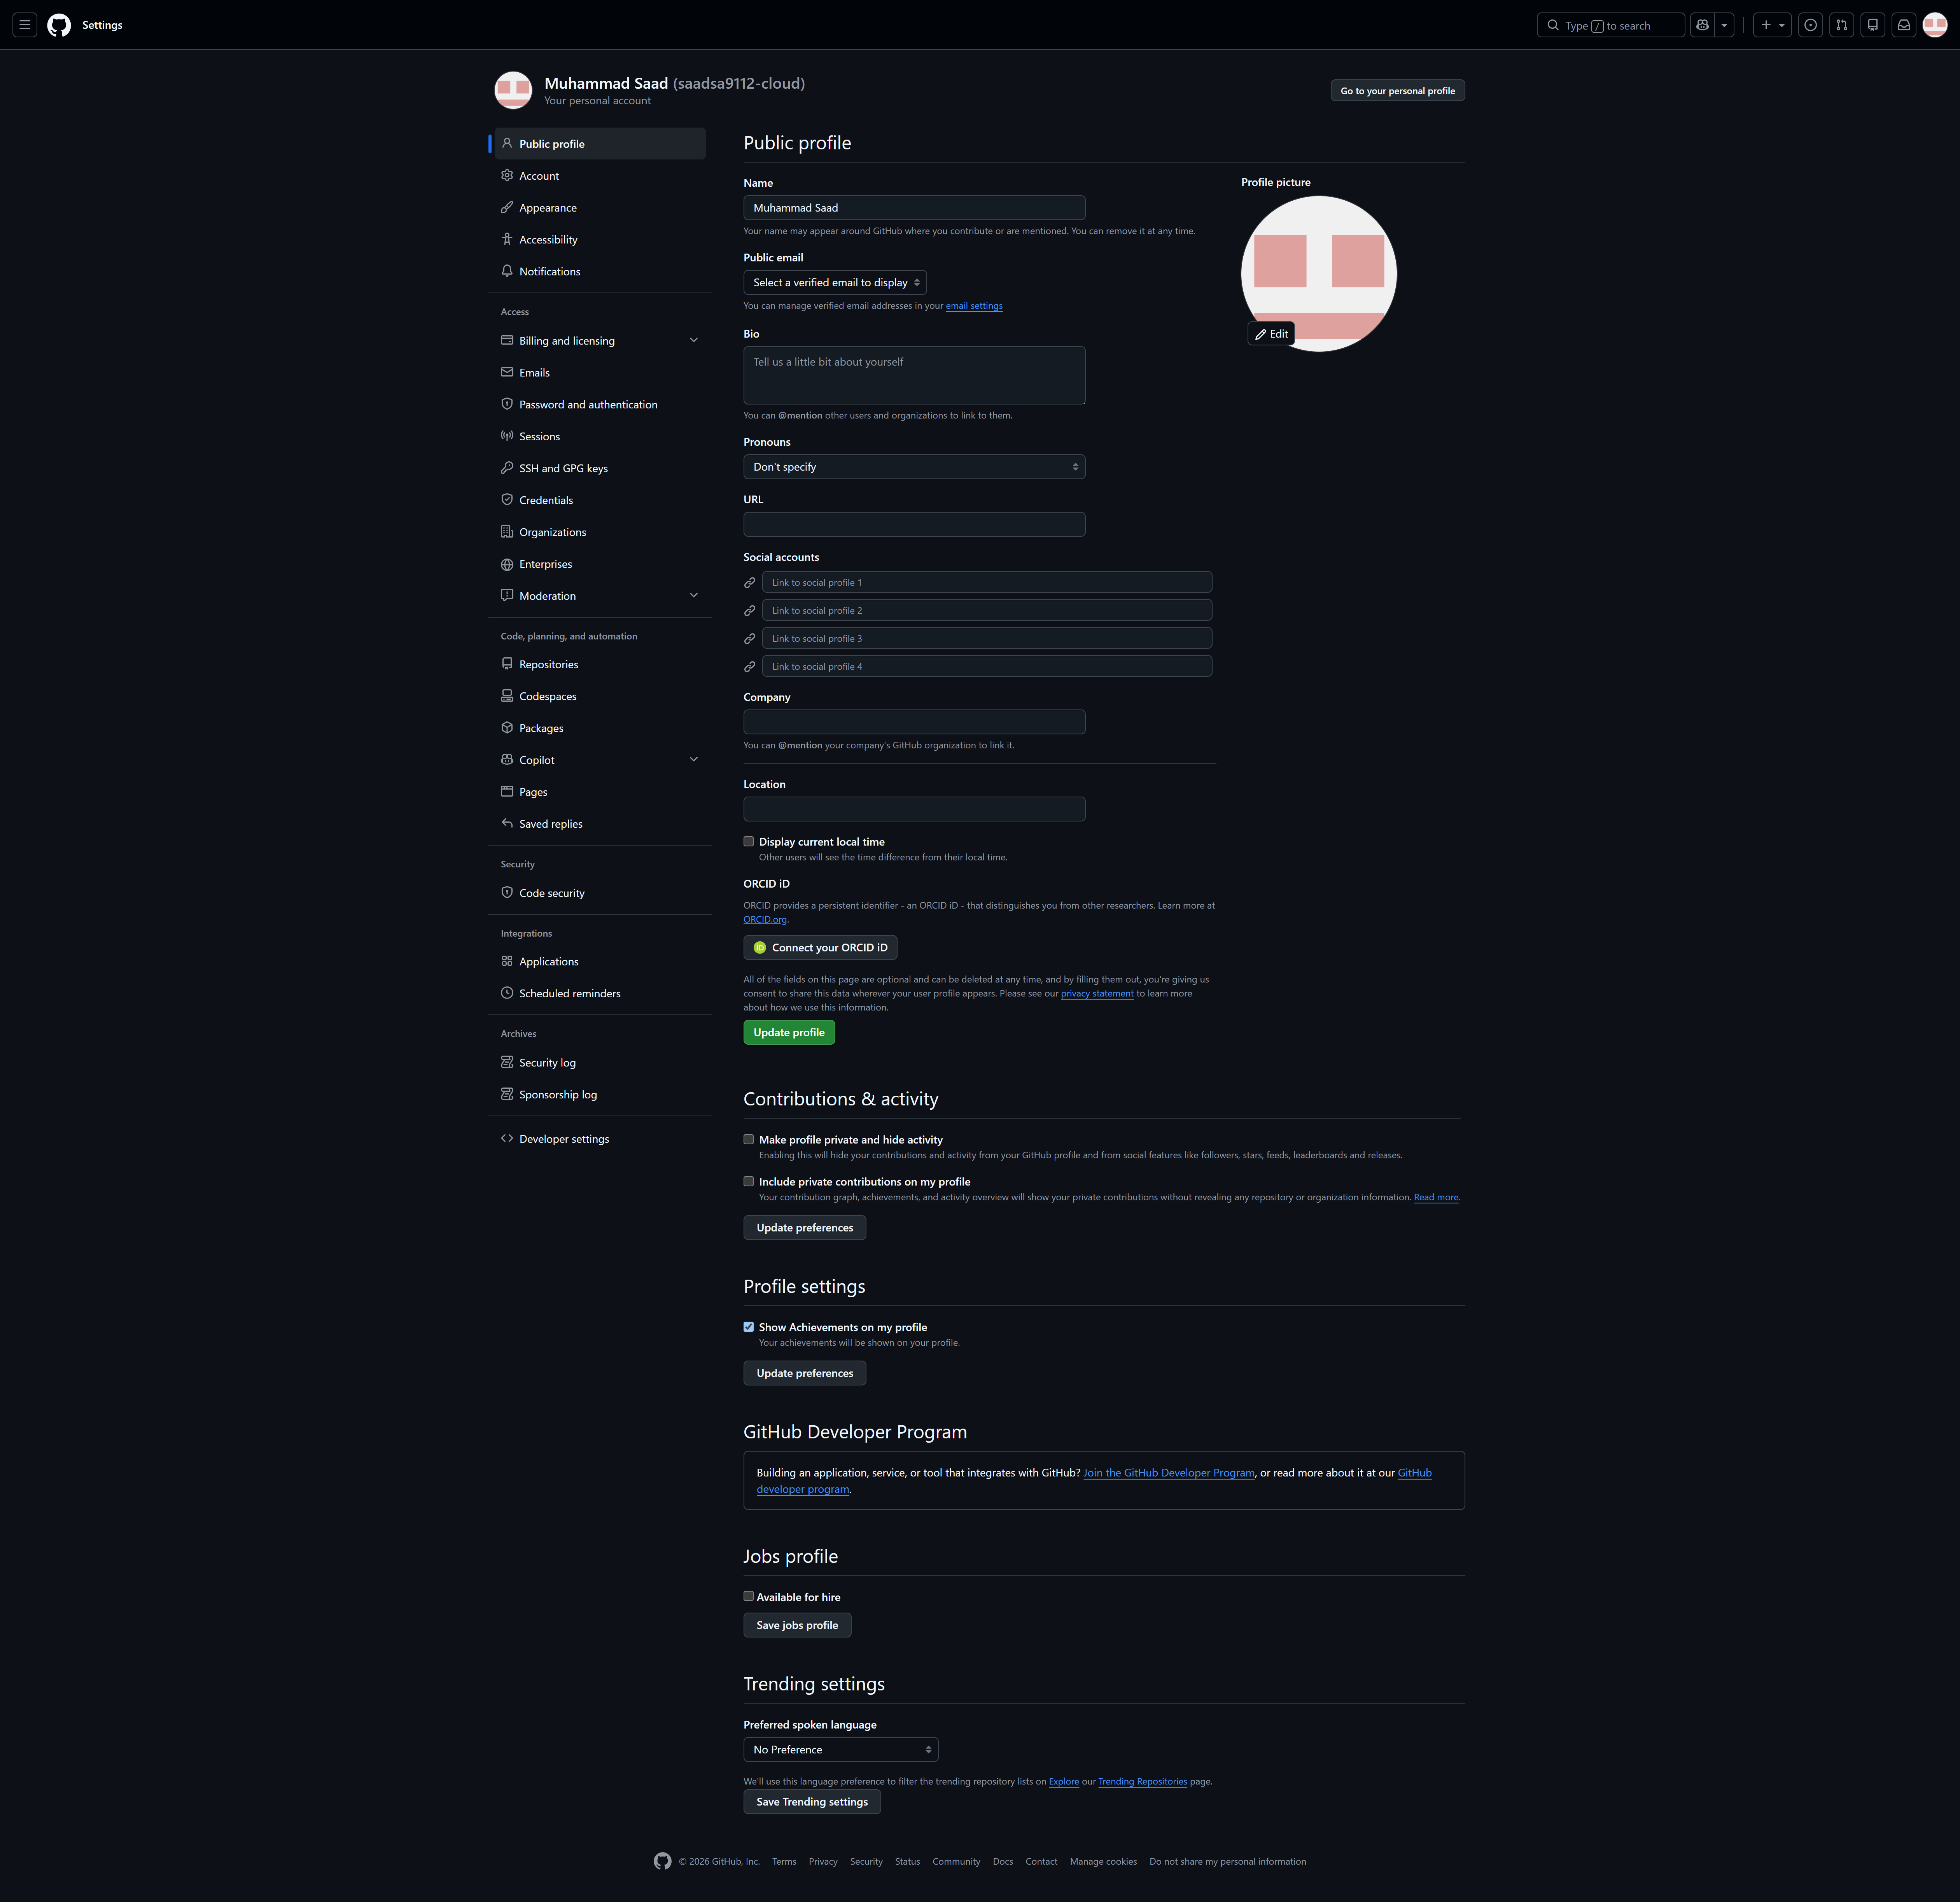 Settings
Type / to search
Muhammad Saad (saadsa9112-cloud)
Your personal account
Go to your personal profile
Public profile
Account
Appearance
Accessibility
Notifications
Access
Billing and licensing
Emails
Password and authentication
Sessions
SSH and GPG keys
Credentials
Organizations
Enterprises
Moderation
Code, planning, and automation
Repositories
Codespaces
Packages
Copilot
Pages
Saved replies
Security
Code security
Integrations
Applications
Scheduled reminders
Archives
Security log
Sponsorship log
Developer settings
Public profile
Name
Muhammad Saad
Your name may appear around GitHub where you contribute or are mentioned. You can remove it at any time.
Public email
Select a verified email to display
You can manage verified email addresses in your email settings
Bio
Tell us a little bit about yourself
You can @mention other users and organizations to link to them.
Pronouns
Don't specify
URL
Social accounts
Link to social profile 1
Link to social profile 2
Link to social profile 3
Link to social profile 4
Company
You can @mention your company's GitHub organization to link it.
Location
Display current local time
Other users will see the time difference from their local time.
ORCID iD
ORCID provides a persistent identifier - an ORCID iD - that distinguishes you from other researchers. Learn more at
ORCID.org.
iD Connect your ORCID iD
All of the fields on this page are optional and can be deleted at any time, and by filling them out, you're giving us
consent to share this data wherever your user profile appears. Please see our privacy statement to learn more
about how we use this information.
Update profile
Profile picture
Edit
Contributions & activity
Make profile private and hide activity
Enabling this will hide your contributions and activity from your GitHub profile and from social features like followers, stars, feeds, leaderboards and releases.
Include private contributions on my profile
Your contribution graph, achievements, and activity overview will show your private contributions without revealing any repository or organization information. Read more.
Update preferences
Profile settings
Show Achievements on my profile
Your achievements will be shown on your profile.
Update preferences
GitHub Developer Program
Building an application, service, or tool that integrates with GitHub? Join the GitHub Developer Program, or read more about it at our GitHub
developer program.
Jobs profile
Available for hire
Save jobs profile
Trending settings
Preferred spoken language
No Preference
We'll use this language preference to filter the trending repository lists on Explore our Trending Repositories page.
Save Trending settings
© 2026 GitHub, Inc. Terms Privacy Security Status Community Docs Contact Manage cookies Do not share my personal information